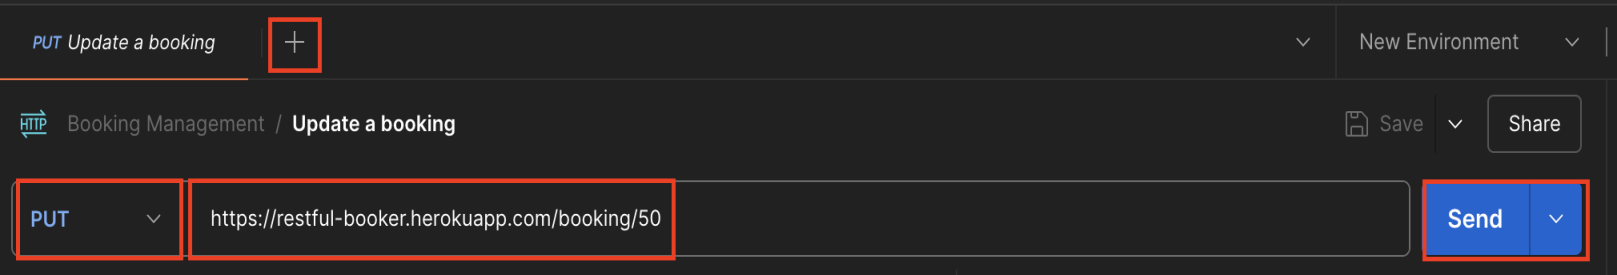 PUT Update a booking
New Environment
HTTP Booking Management / Update a booking
Save
Share
PUT
https://restful-booker.herokuapp.com/booking/50
Send